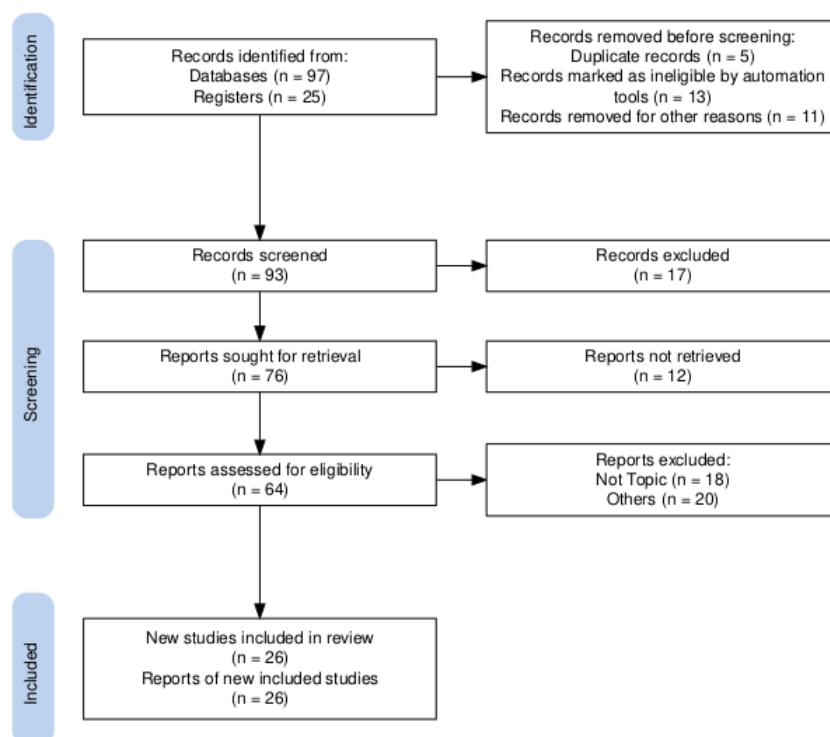 Identification
Records identified from:
Databases (n = 97)
Registers (n = 25)
Records removed before screening:
Duplicate records (n = 5)
Records marked as ineligible by automation
tools (n = 13)
Records removed for other reasons (n = 11)
Screening
Records screened
(n = 93)
Records excluded
(n = 17)
Reports sought for retrieval
(n = 76)
Reports not retrieved
(n = 12)
Reports assessed for eligibility
(n = 64)
Reports excluded:
Not Topic (n = 18)
Others (n = 20)
Included
New studies included in review
(n = 26)
Reports of new included studies
(n = 26)